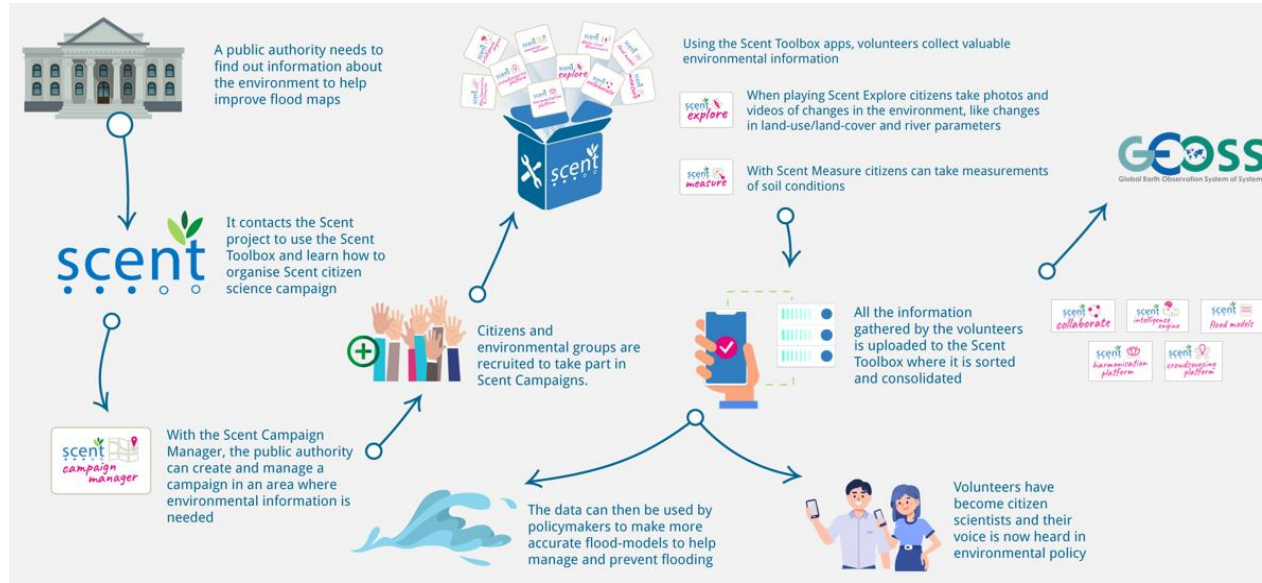 A public authority needs to
find out information about
the environment to help
improve flood maps
scent
It contacts the Scent
project to use the Scent
Toolbox and learn how to
organise Scent citizen
science campaign
scent
campaign
manager
With the Scent Campaign
Manager, the public authority
can create and manage a
campaign in an area where
environmental information is
needed
Citizens and
environmental groups are
recruited to take part in
Scent Campaigns.
scent
explore
collaborate
scent
Using the Scent Toolbox apps, volunteers collect valuable
environmental information
scent
explore
When playing Scent Explore citizens take photos and
videos of changes in the environment, like changes
in land-use/land-cover and river parameters
scent
measure
With Scent Measure citizens can take measurements
of soil conditions
All the information
gathered by the volunteers
is uploaded to the Scent
Toolbox where it is sorted
and consolidated
GEOSS
Global Earth Observation System of Systems
scent
collaborate
scent
intelligence
engine
scent
flood models
scent
harmonication
platform
scent
crowdsourcing
platform
The data can then be used by
policymakers to make more
accurate flood-models to help
manage and prevent flooding
Volunteers have
become citizen
scientists and their
voice is now heard in
environmental policy